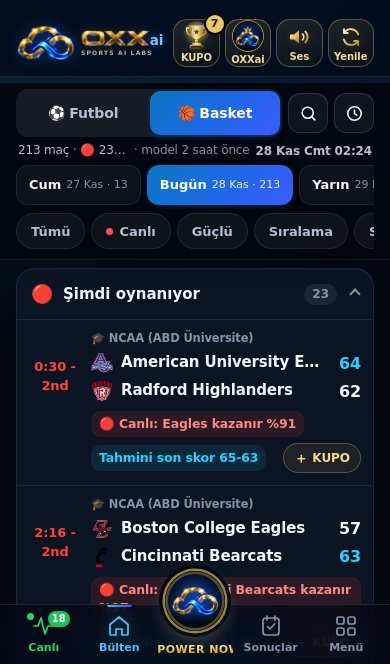 OXXai
SPORTS AI LABS
7
KUPO
OXXai
Ses
Yenile
Futbol
Basket
213 maç · 23... · model 2 saat önce 28 Kas Cmt 02:24
Cum 27 Kas · 13
Bugün 28 Kas · 213
Yarın 29
Tümü
Canlı
Güçlü
Sıralama
S
Şimdi oynanıyor
23
NCAA (ABD Üniversite)
0:30 - 2nd
American University E... 64
Radford Highlanders 62
Canlı: Eagles kazanır %91
Tahmini son skor 65-63
+ KUPO
NCAA (ABD Üniversite)
2:16 - 2nd
Boston College Eagles 57
Cincinnati Bearcats 63
Canlı: i Bearcats kazanır
18
Canlı
Bülten
POWER NOW
Sonuçlar
Menü